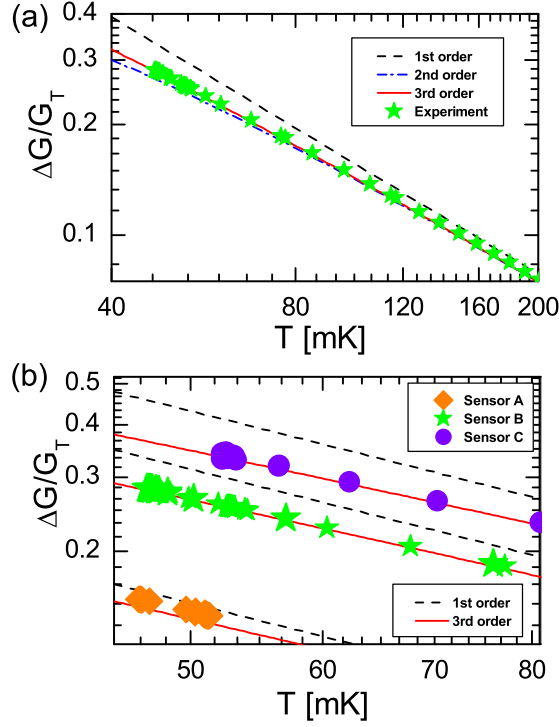 (a)
0.4
0.2
0.1
ΔG/G_T
1st order
2nd order
3rd order
Experiment
40 80 120 160 200
T [mK]
(b)
0.5
0.4
0.3
0.2
ΔG/G_T
Sensor A
Sensor B
Sensor C
1st order
3rd order
50 60 70 80
T [mK]